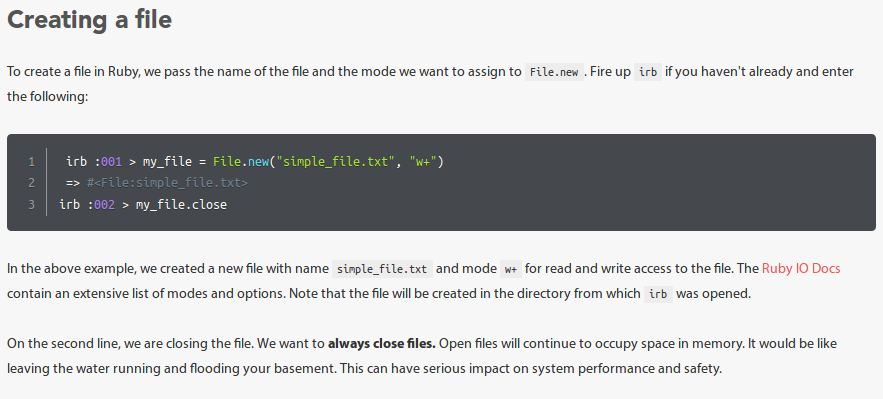 Creating a file
To create a file in Ruby, we pass the name of the file and the mode we want to assign to File.new . Fire up irb if you haven't already and enter
the following:
1 irb :001 > my_file = File.new("simple_file.txt", "w+")
2 => #<File:simple_file.txt>
3 irb :002 > my_file.close
In the above example, we created a new file with name simple_file.txt and mode w+ for read and write access to the file. The Ruby IO Docs
contain an extensive list of modes and options. Note that the file will be created in the directory from which irb was opened.
On the second line, we are closing the file. We want to always close files. Open files will continue to occupy space in memory. It would be like
leaving the water running and flooding your basement. This can have serious impact on system performance and safety.